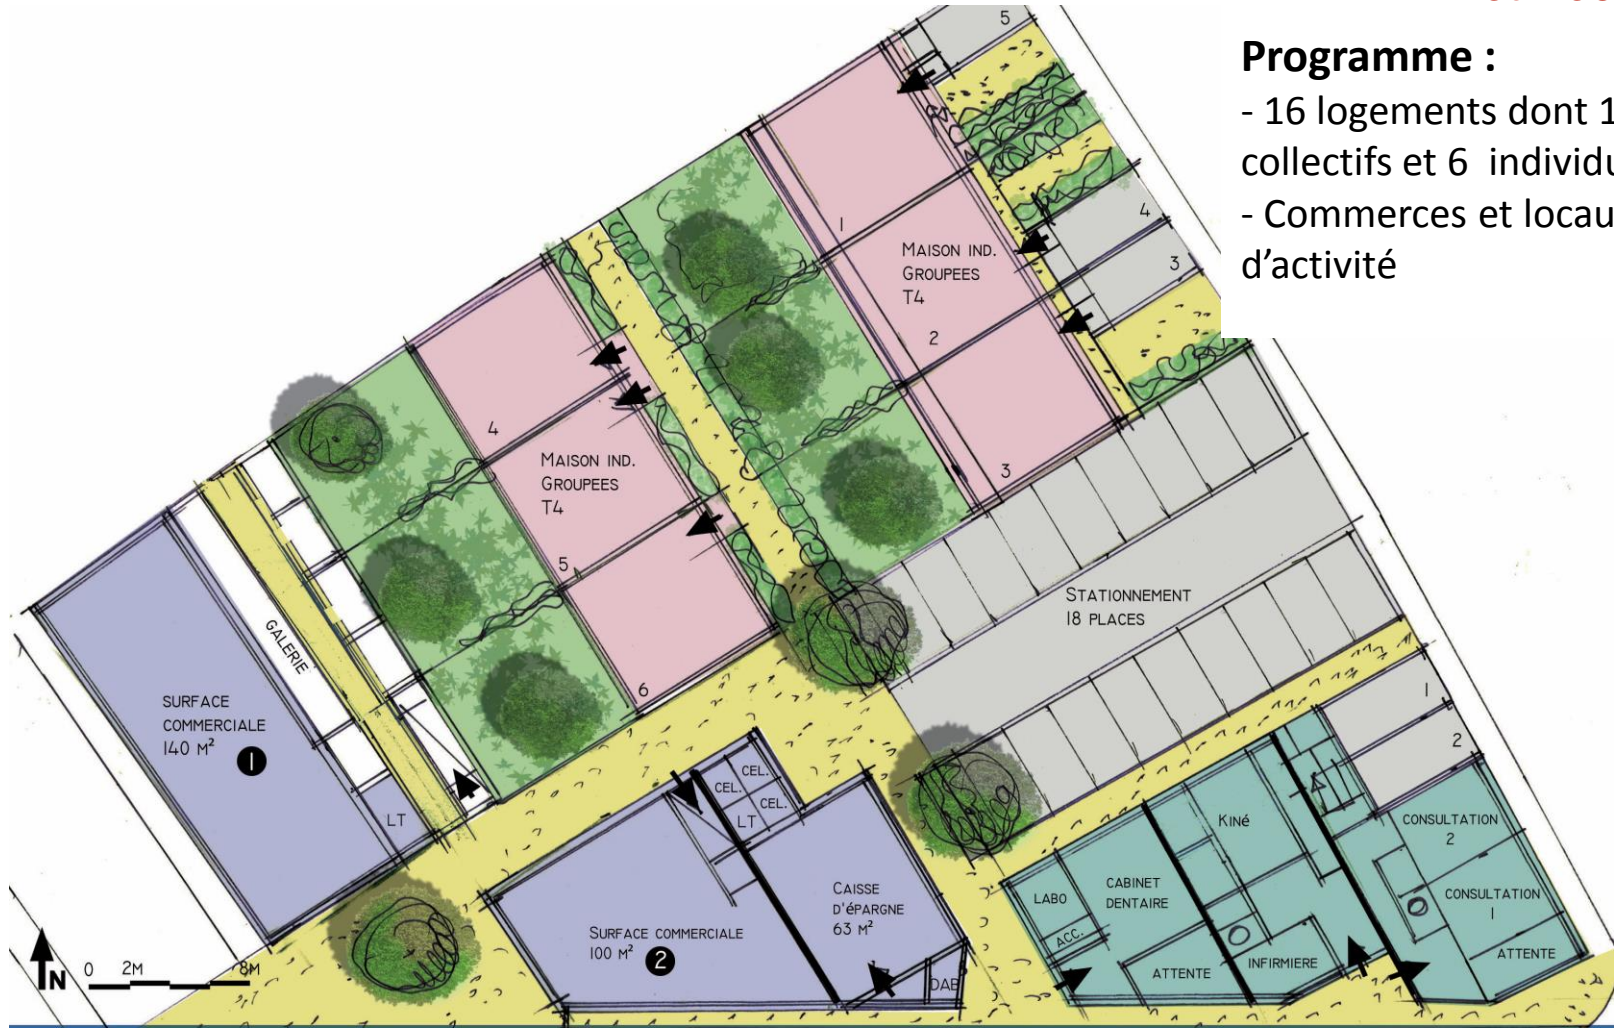 Programme :
- 16 logements dont 1
collectifs et 6 individu
- Commerces et locau
d’activité
5
4
3
1
MAISON IND.
GROUPEES
T4
2
3
4
MAISON IND.
GROUPEES
T4
5
6
STATIONNEMENT
18 PLACES
GALERIE
SURFACE
COMMERCIALE
140 M²
1
LT
CEL.
CEL.
CEL.
LT
CAISSE
D'ÉPARGNE
63 M²
SURFACE COMMERCIALE
100 M²
2
DAB
1
2
KINÉ
LABO
CABINET
DENTAIRE
ACC.
ATTENTE
INFIRMIERE
CONSULTATION
2
CONSULTATION
1
ATTENTE
N
0 2M 8M